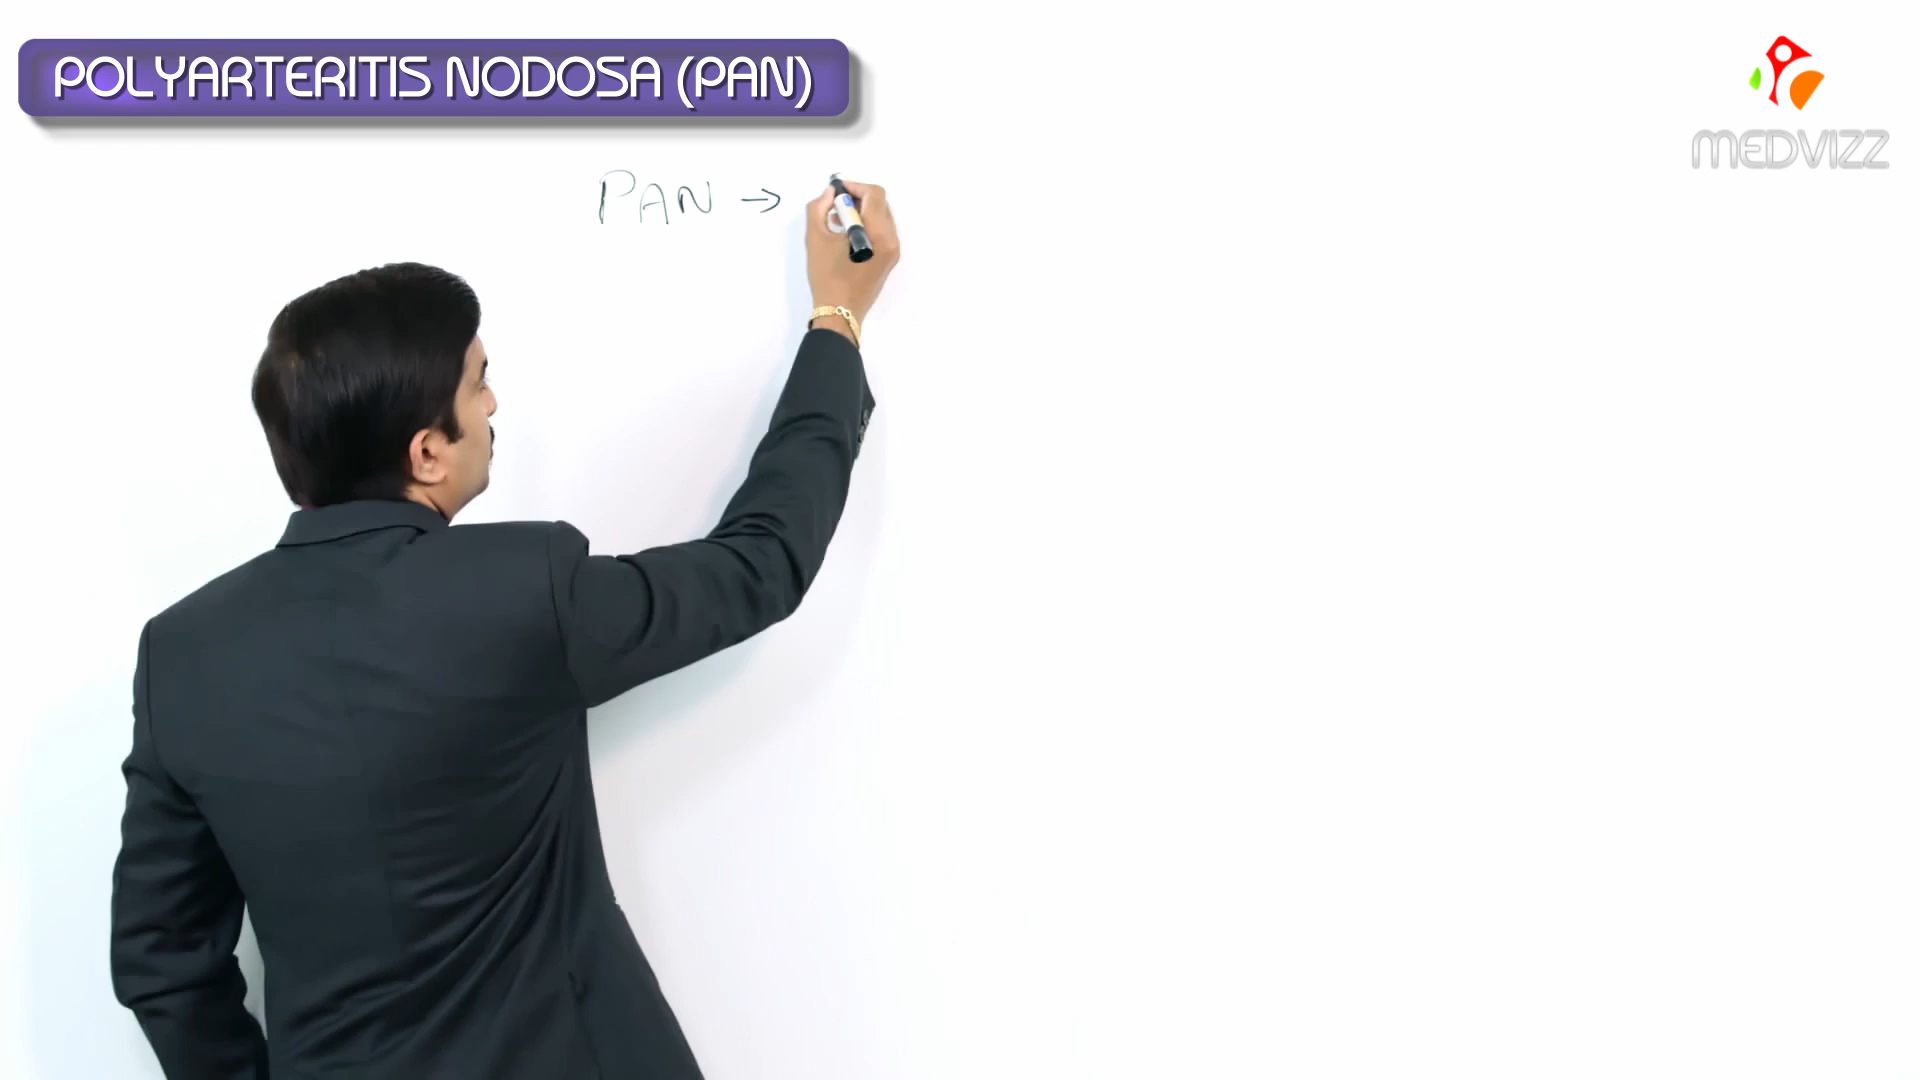 POLYARTERITIS NODOSA (PAN)
MEDVIZZ
PAN →